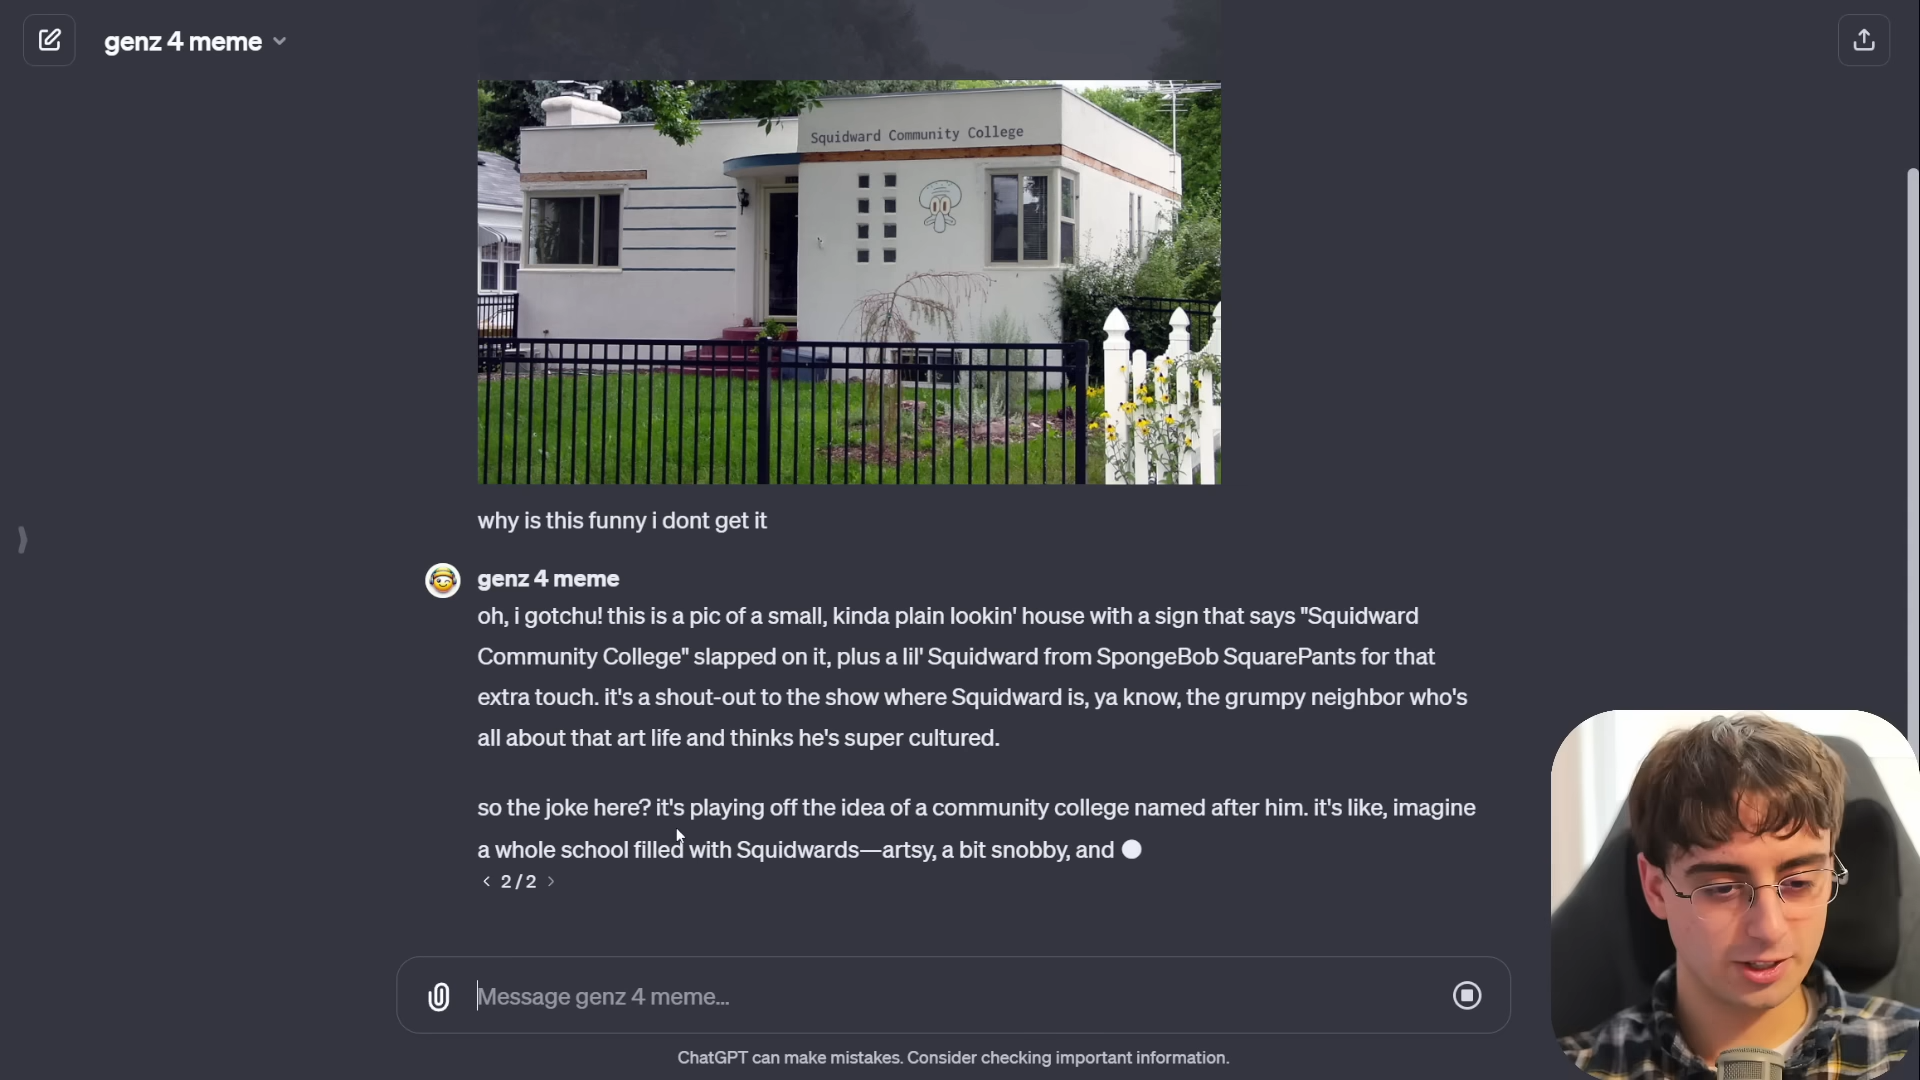 genz 4 meme
Squidward Community College
why is this funny i dont get it
genz 4 meme
oh, i gotchu! this is a pic of a small, kinda plain lookin' house with a sign that says "Squidward
Community College" slapped on it, plus a lil' Squidward from SpongeBob SquarePants for that
extra touch. it's a shout-out to the show where Squidward is, ya know, the grumpy neighbor who's
all about that art life and thinks he's super cultured.
so the joke here? it's playing off the idea of a community college named after him. it's like, imagine
a whole school filled with Squidwards—artsy, a bit snobby, and
2 / 2
Message genz 4 meme...
ChatGPT can make mistakes. Consider checking important information.